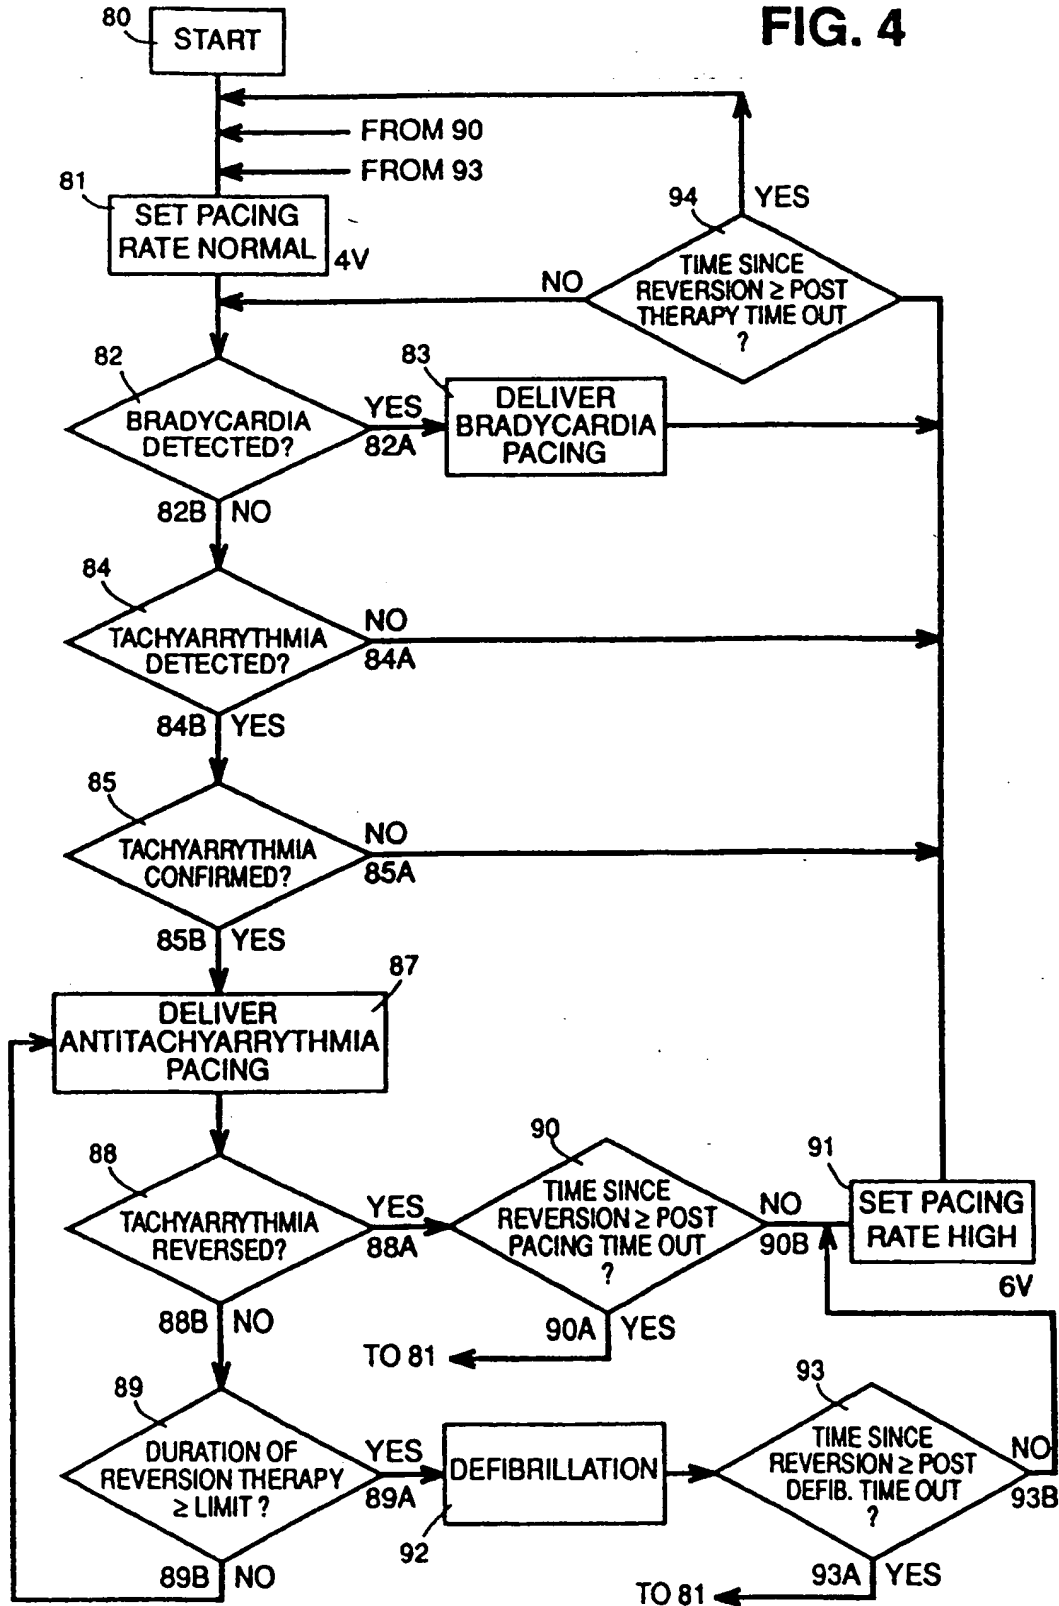 FIG. 4
80
START
FROM 90
FROM 93
81
SET PACING
RATE NORMAL
4V
94
YES
TIME SINCE
REVERSION ≥ POST
THERAPY TIME OUT
?
NO
82
BRADYCARDIA
DETECTED?
YES
82A
83
DELIVER
BRADYCARDIA
PACING
82B NO
84
TACHYARRYTHMIA
DETECTED?
NO
84A
84B YES
85
TACHYARRYTHMIA
CONFIRMED?
NO
85A
85B YES
87
DELIVER
ANTITACHYARRYTHMIA
PACING
88
TACHYARRYTHMIA
REVERSED?
YES
88A
90
TIME SINCE
REVERSION ≥ POST
PACING TIME OUT
?
NO
90B
91
SET PACING
RATE HIGH
6V
88B NO
90A YES
TO 81
89
DURATION OF
REVERSION THERAPY
≥ LIMIT ?
YES
89A
DEFIBRILLATION
92
93
TIME SINCE
REVERSION ≥ POST
DEFIB. TIME OUT
?
NO
93B
89B NO
93A YES
TO 81